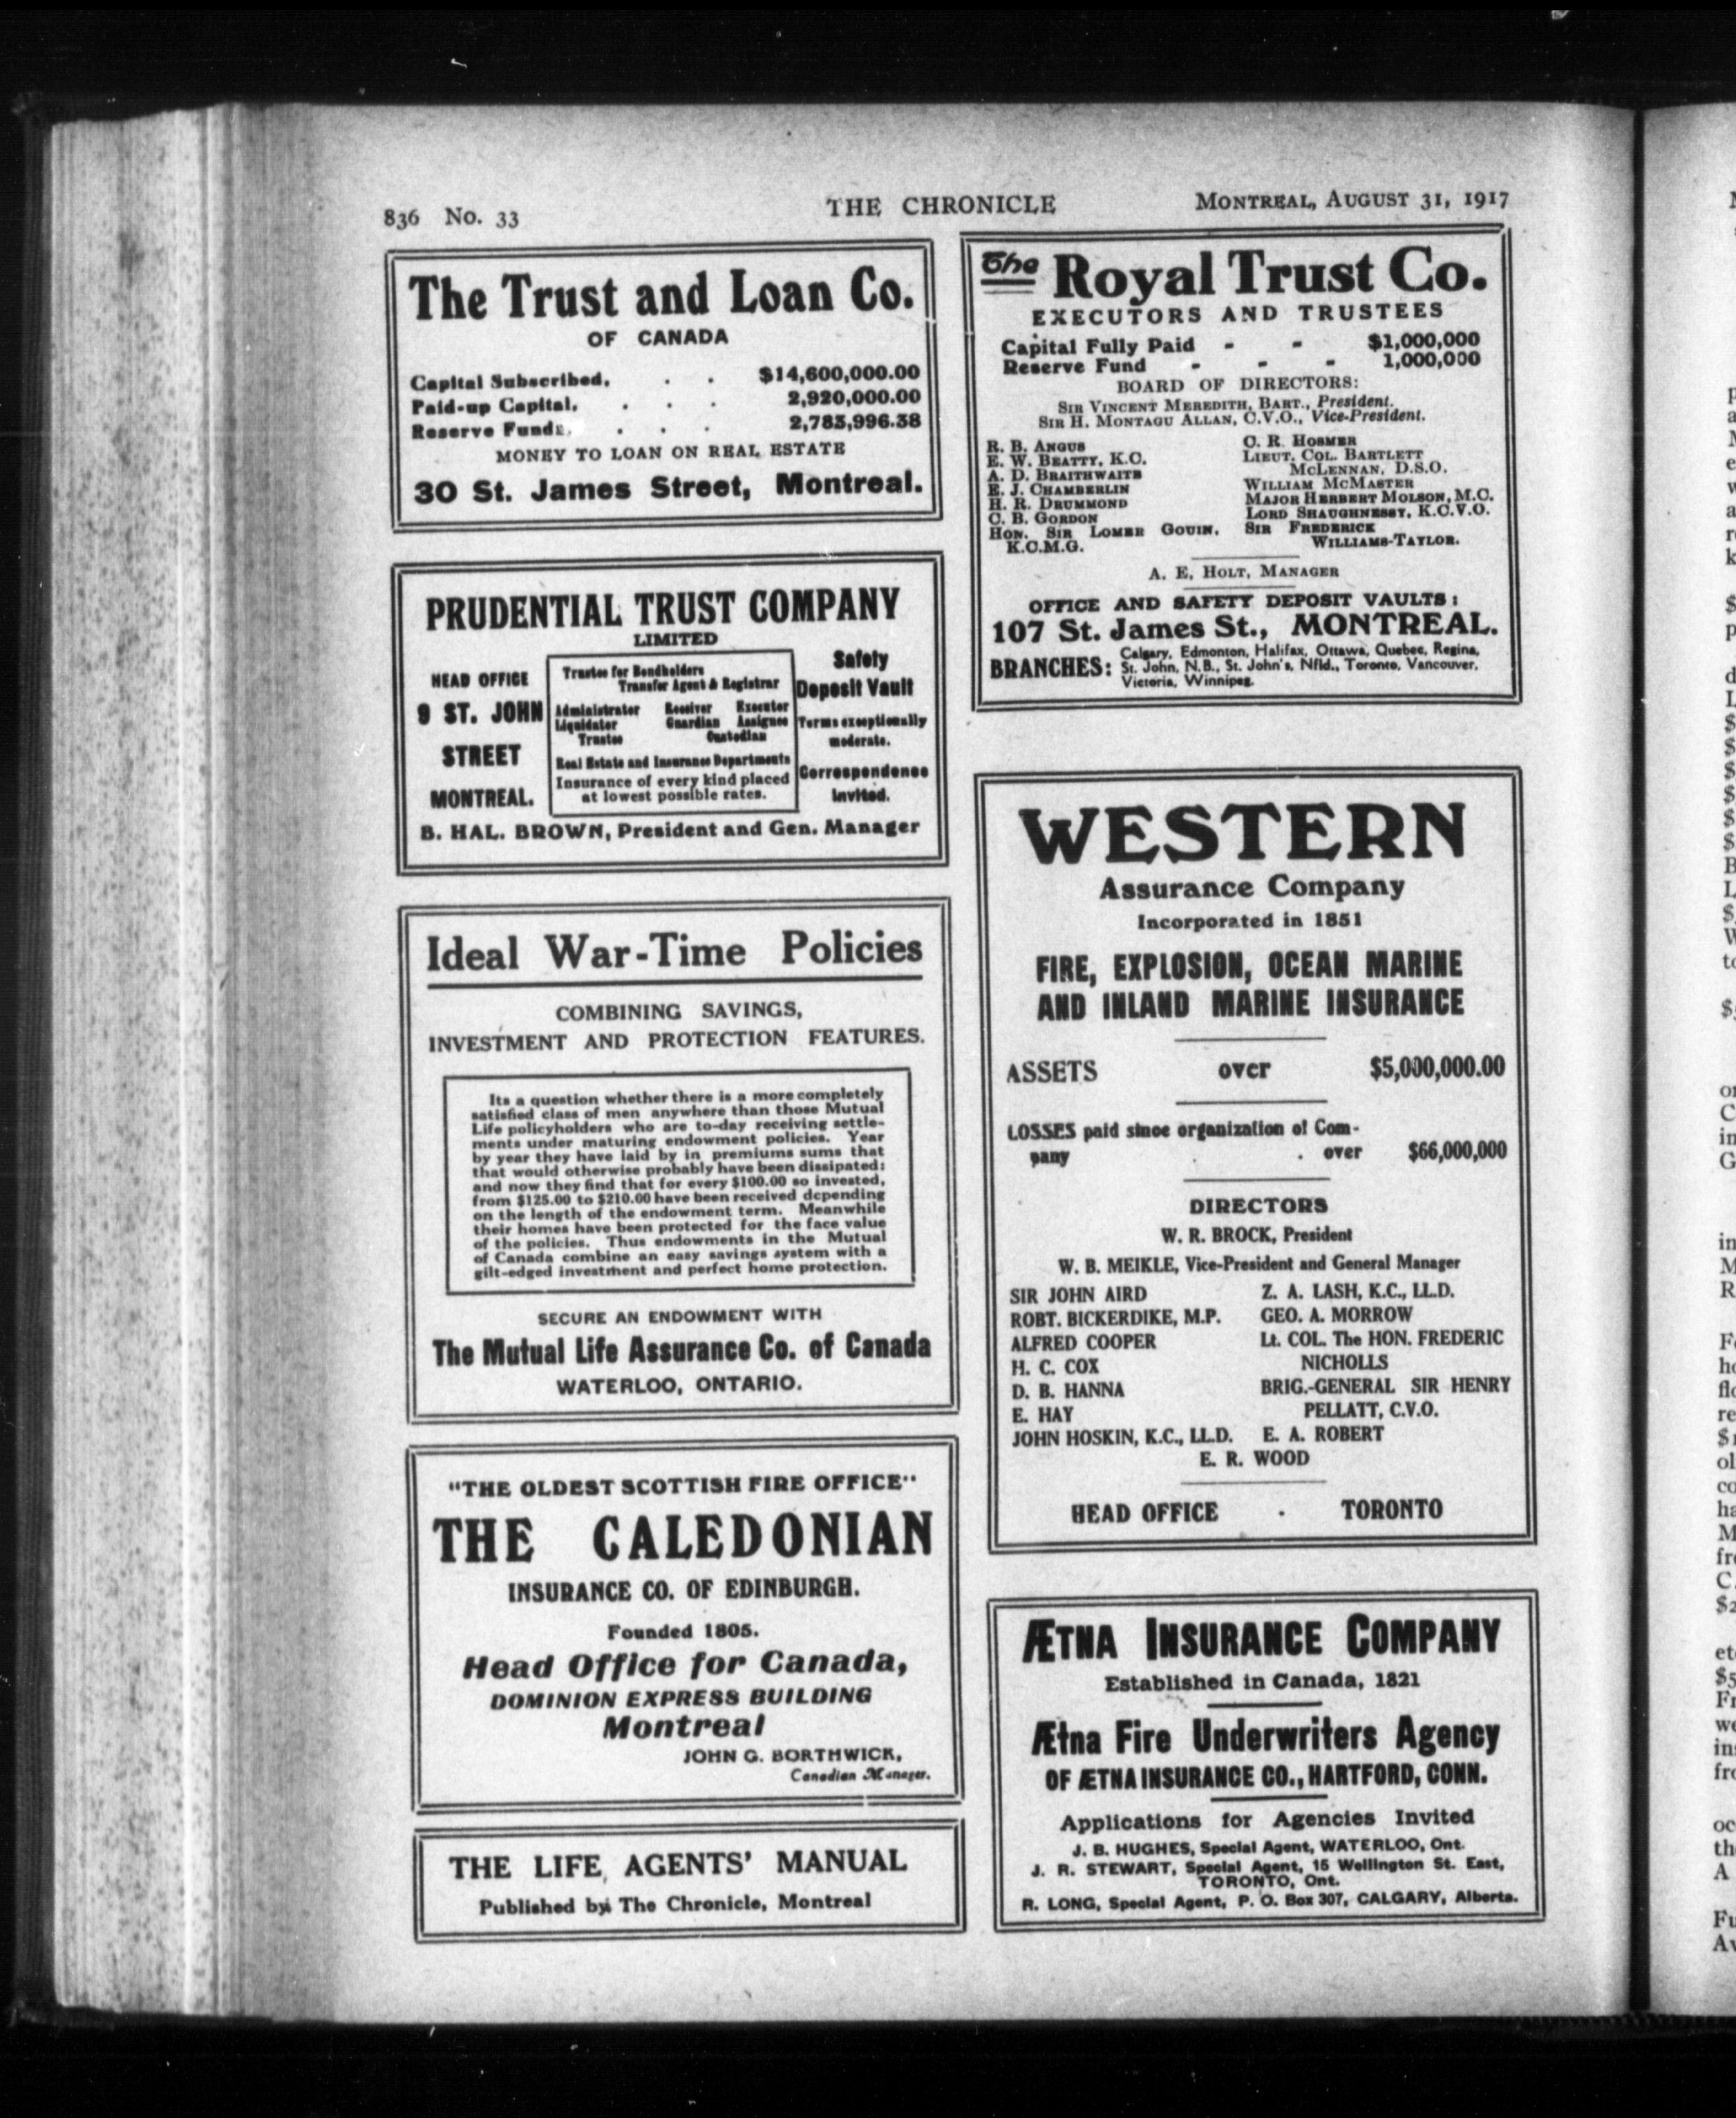 836 No. 33
THE CHRONICLE
MONTREAL, AUGUST 31, 1917
The Trust and Loan Co.
OF CANADA
Capital Subscribed, . . $14,600,000.00
Paid-up Capital, . . . 2,920,000.00
Reserve Funds, . . . 2,783,996.38
MONEY TO LOAN ON REAL ESTATE
30 St. James Street, Montreal.
PRUDENTIAL TRUST COMPANY
LIMITED
HEAD OFFICE
9 ST. JOHN
STREET
MONTREAL.
Trustee for Bondholders
Transfer Agent & Registrar
Administrator Receiver Executor
Liquidator Guardian Assignee
Trustee Custodian
Real Estate and Insurance Departments
Insurance of every kind placed
at lowest possible rates.
Safety
Deposit Vault
Terms exceptionally
moderate.
Correspondence
invited.
B. HAL. BROWN, President and Gen. Manager
Ideal War-Time Policies
COMBINING SAVINGS,
INVESTMENT AND PROTECTION FEATURES.
Its a question whether there is a more completely
satisfied class of men anywhere than those Mutual
Life policyholders who are to-day receiving settle-
ments under maturing endowment policies. Year
by year they have laid by in premiums sums that
that would otherwise probably have been dissipated;
and now they find that for every $100.00 so invested,
from $125.00 to $210.00 have been received depending
on the length of the endowment term. Meanwhile
their homes have been protected for the face value
of the policies. Thus endowments in the Mutual
of Canada combine an easy savings system with a
gilt-edged investment and perfect home protection.
SECURE AN ENDOWMENT WITH
The Mutual Life Assurance Co. of Canada
WATERLOO, ONTARIO.
"THE OLDEST SCOTTISH FIRE OFFICE"
THE CALEDONIAN
INSURANCE CO. OF EDINBURGH.
Founded 1805.
Head Office for Canada,
DOMINION EXPRESS BUILDING
Montreal
JOHN G. BORTHWICK,
Canadian Manager.
THE LIFE AGENTS' MANUAL
Published by The Chronicle, Montreal
The Royal Trust Co.
EXECUTORS AND TRUSTEES
Capital Fully Paid - - $1,000,000
Reserve Fund - - - 1,000,000
BOARD OF DIRECTORS:
SIR VINCENT MEREDITH, BART., President.
SIR H. MONTAGU ALLAN, C.V.O., Vice-President.
R. B. ANGUS
E. W. BEATTY, K.C.
A. D. BRAITHWAITE
E. J. CHAMBERLIN
H. R. DRUMMOND
C. B. GORDON
HON. SIR LOMER GOUIN,
K.C.M.G.
C. R. HOSMER
LIEUT. COL. BARTLETT
MCLENNAN, D.S.O.
WILLIAM MCMASTER
MAJOR HERBERT MOLSON, M.C.
LORD SHAUGHNESSY, K.C.V.O.
SIR FREDERICK
WILLIAMS-TAYLOR.
A. E, HOLT, MANAGER
OFFICE AND SAFETY DEPOSIT VAULTS:
107 St. James St., MONTREAL.
BRANCHES: Calgary, Edmonton, Halifax, Ottawa, Quebec, Regina,
St. John, N.B., St. John's, Nfld., Toronto, Vancouver,
Victoria, Winnipeg.
WESTERN
Assurance Company
Incorporated in 1851
FIRE, EXPLOSION, OCEAN MARINE
AND INLAND MARINE INSURANCE
ASSETS over $5,000,000.00
LOSSES paid since organization of Com-
pany . . over $66,000,000
DIRECTORS
W. R. BROCK, President
W. B. MEIKLE, Vice-President and General Manager
SIR JOHN AIRD
ROBT. BICKERDIKE, M.P.
ALFRED COOPER
H. C. COX
D. B. HANNA
E. HAY
JOHN HOSKIN, K.C., LL.D.
Z. A. LASH, K.C., LL.D.
GEO. A. MORROW
Lt. COL. The HON. FREDERIC
NICHOLLS
BRIG.-GENERAL SIR HENRY
PELLATT, C.V.O.
E. A. ROBERT
E. R. WOOD
HEAD OFFICE . TORONTO
ÆTNA INSURANCE COMPANY
Established in Canada, 1821
Ætna Fire Underwriters Agency
OF ÆTNA INSURANCE CO., HARTFORD, CONN.
Applications for Agencies Invited
J. B. HUGHES, Special Agent, WATERLOO, Ont.
J. R. STEWART, Special Agent, 15 Wellington St. East,
TORONTO, Ont.
R. LONG, Special Agent, P. O. Box 307, CALGARY, Alberta.